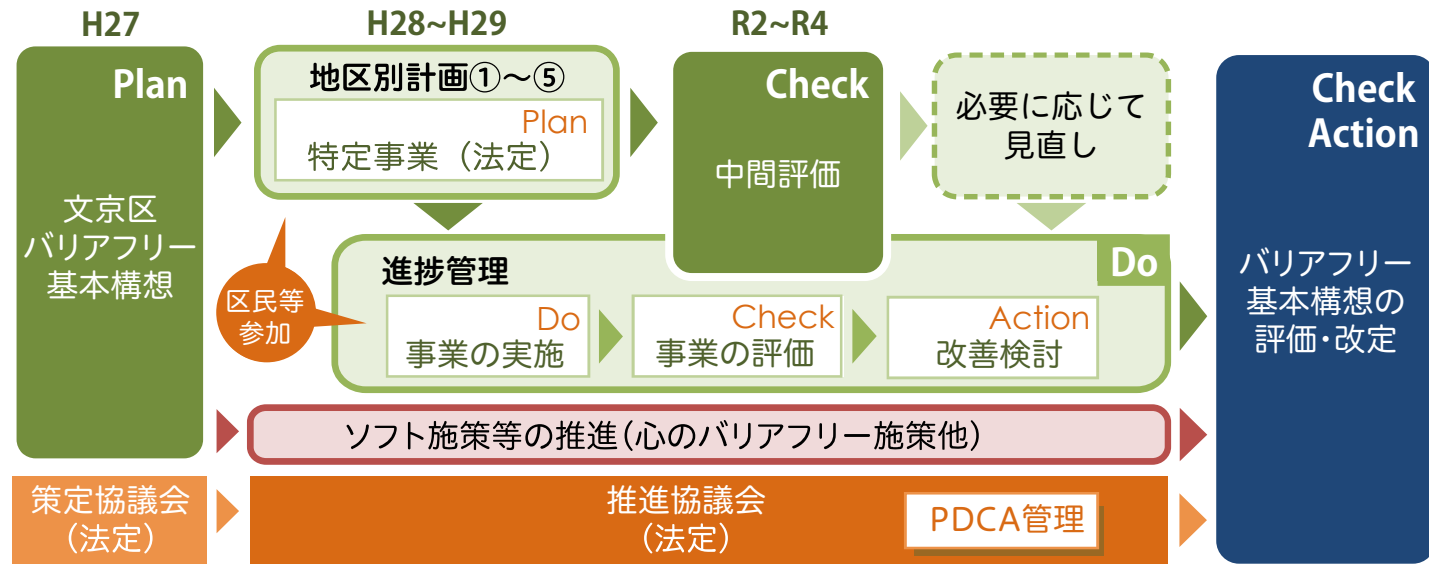 H27
H28~H29
R2~R4
Plan
文京区
バリアフリー
基本構想
地区別計画①～⑤
Plan
特定事業（法定）
Check
中間評価
必要に応じて
見直し
Check
Action
バリアフリー
基本構想の
評価・改定
区民等
参加
進捗管理
Do
Do
事業の実施
Check
事業の評価
Action
改善検討
ソフト施策等の推進（心のバリアフリー施策他）
策定協議会
（法定）
推進協議会
（法定）
PDCA管理